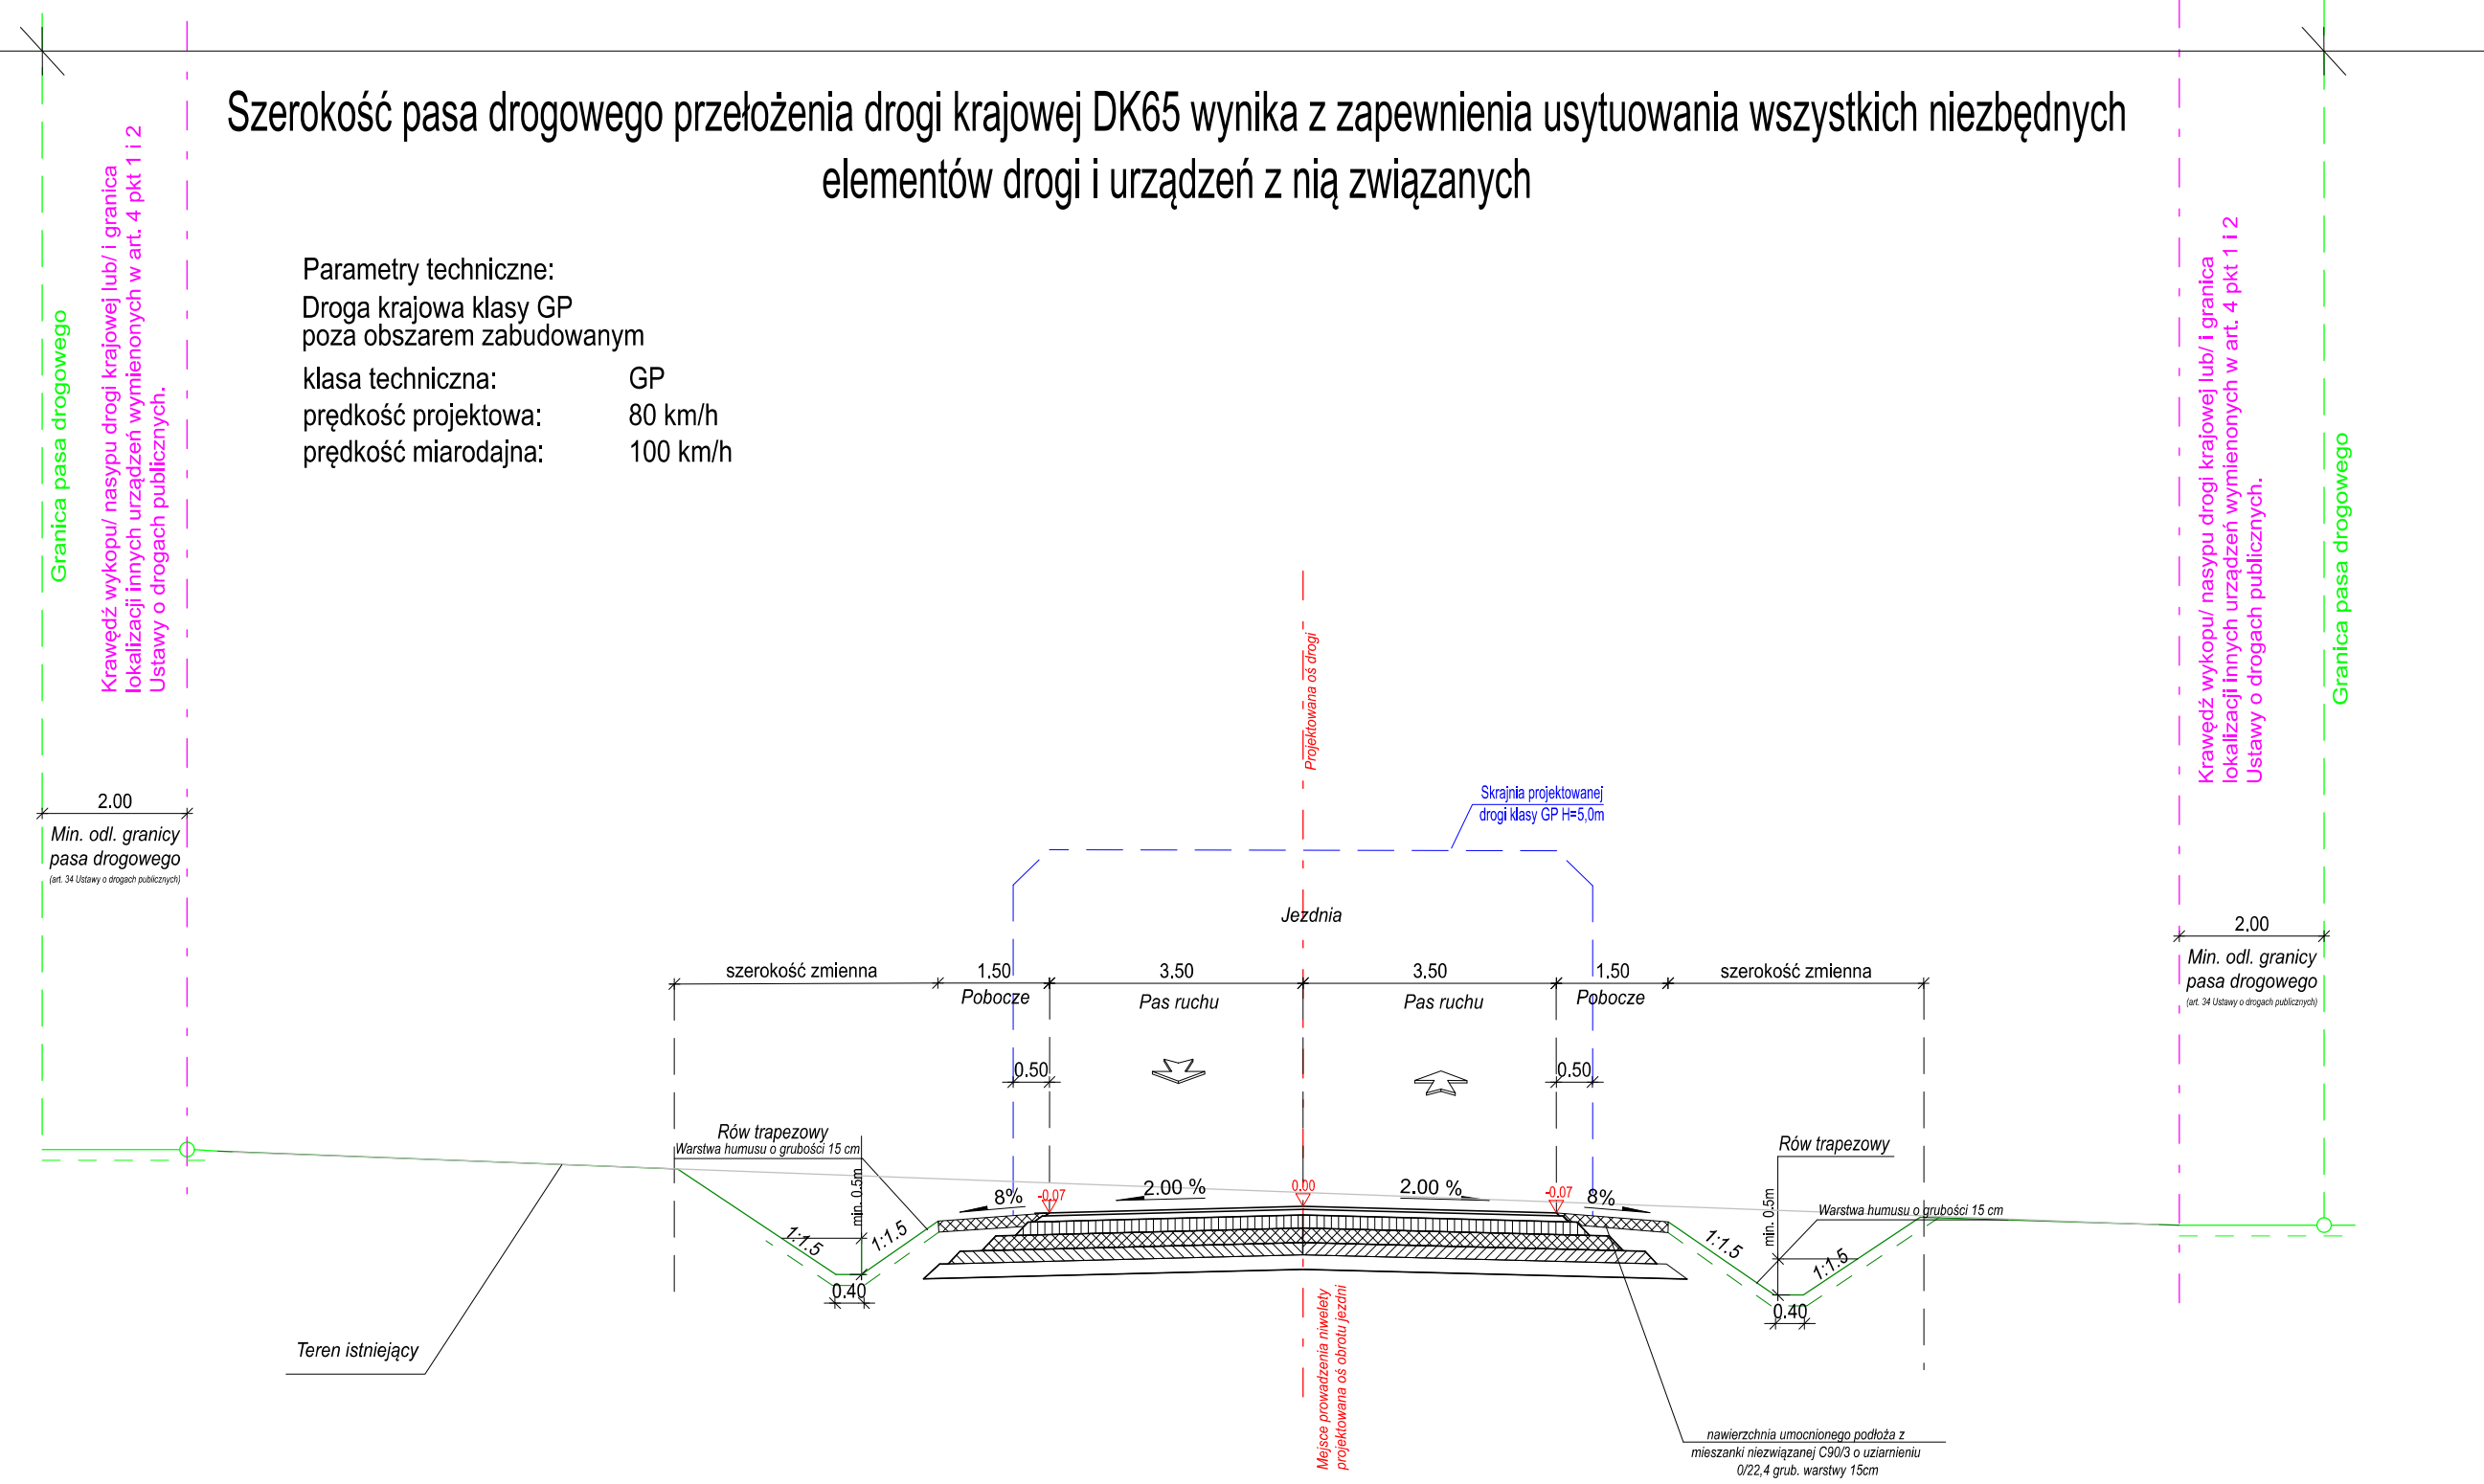 Szerokość pasa drogowego przełożenia drogi krajowej DK65 wynika z zapewnienia usytuowania wszystkich niezbędnych
elementów drogi i urządzeń z nią związanych
Parametry techniczne:
Droga krajowa klasy GP
poza obszarem zabudowanym
klasa techniczna: GP
prędkość projektowa: 80 km/h
prędkość miarodajna: 100 km/h
Granica pasa drogowego
Krawędź wykopu/ nasypu drogi krajowej lub/ i granica
lokalizacji innych urządzeń wymienonych w art. 4 pkt 1 i 2
Ustawy o drogach publicznych.
Krawędź wykopu/ nasypu drogi krajowej lub/ i granica
lokalizacji innych urządzeń wymienonych w art. 4 pkt 1 i 2
Ustawy o drogach publicznych.
Granica pasa drogowego
Projektowana oś drogi
2.00
Min. odl. granicy
pasa drogowego
(art. 34 Ustawy o drogach publicznych)
Skrajnia projektowanej
drogi klasy GP H=5,0m
Jezdnia
2.00
Min. odl. granicy
pasa drogowego
(art. 34 Ustawy o drogach publicznych)
szerokość zmienna 1.50 3.50 3.50 1.50 szerokość zmienna
Pobocze Pas ruchu Pas ruchu Pobocze
0.50 0.50
Rów trapezowy
Warstwa humusu o grubości 15 cm
Rów trapezowy
Warstwa humusu o grubości 15 cm
min. 0.5m
min. 0.5m
8% -0.07 2.00 % 0.00 2.00 % -0.07 8%
1:1.5 1:1.5 1:1.5 1:1.5
0.40 0.40
Teren istniejący
Mejsce prowadzenia niwelety
projektowana oś obrotu jezdni
nawierzchnia umocnionego podłoża z
mieszanki niezwiązanej C90/3 o uziarnieniu
0/22,4 grub. warstwy 15cm